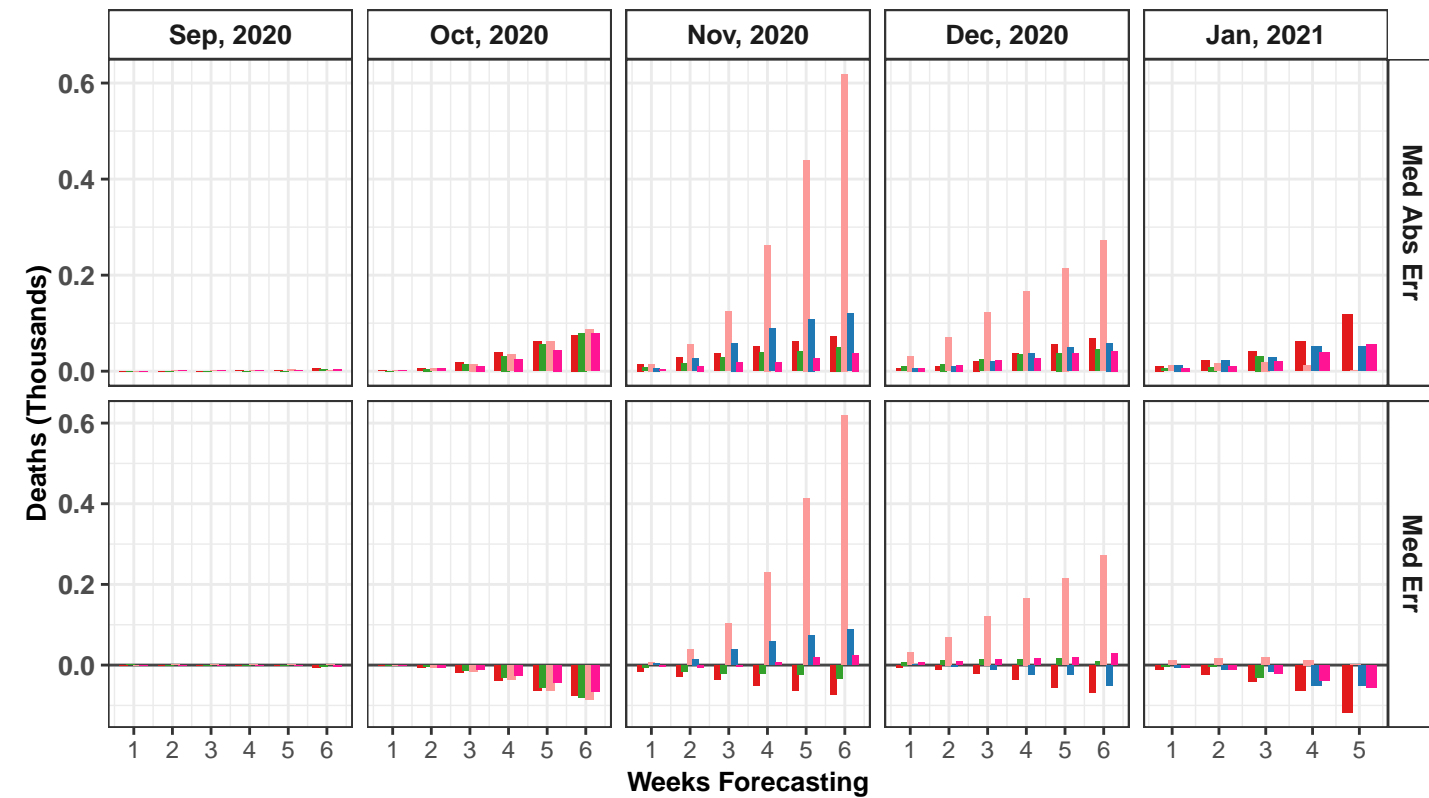 Sep, 2020
Oct, 2020
Nov, 2020
Dec, 2020
Jan, 2021
Med Abs Err
0.6
0.4
0.2
0.0
Med Err
0.6
0.4
0.2
0.0
Deaths (Thousands)
1 2 3 4 5 6
1 2 3 4 5 6
1 2 3 4 5 6
1 2 3 4 5 6
1 2 3 4 5
Weeks Forecasting